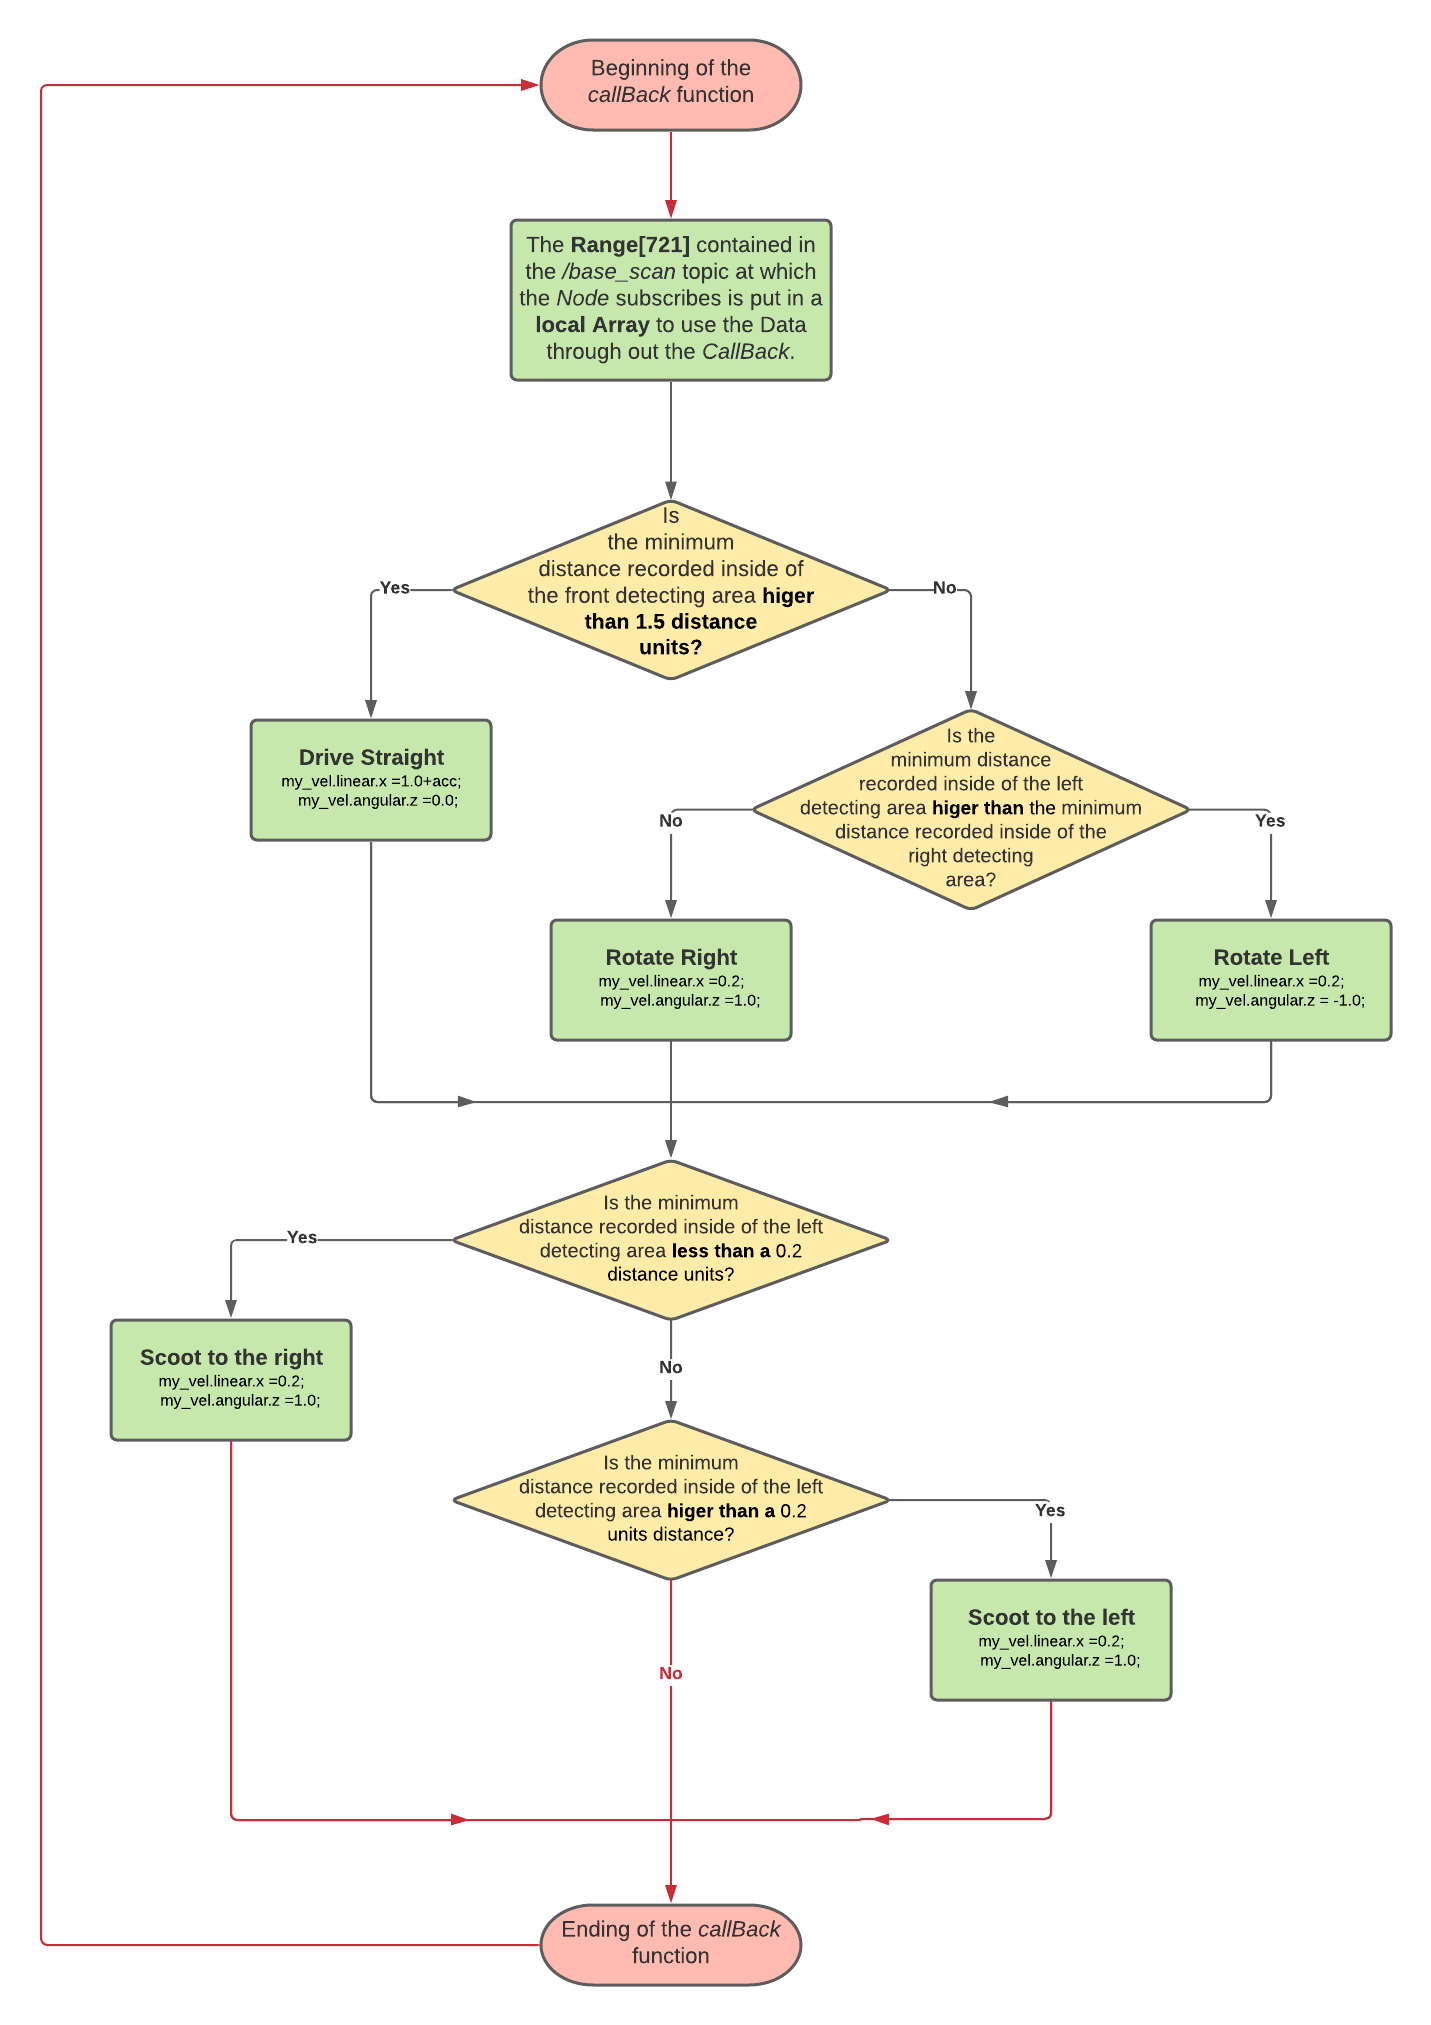 Beginning of the
callBack function
The Range[721] contained in
the /base_scan topic at which
the Node subscribes is put in a
local Array to use the Data
through out the CallBack.
Is
the minimum
distance recorded inside of
the front detecting area higer
than 1.5 distance
units?
Yes
No
Drive Straight
my_vel.linear.x =1.0+acc;
my_vel.angular.z =0.0;
Is the
minimum distance
recorded inside of the left
detecting area higer than the minimum
distance recorded inside of the
right detecting
area?
No
Yes
Rotate Right
my_vel.linear.x =0.2;
my_vel.angular.z =1.0;
Rotate Left
my_vel.linear.x =0.2;
my_vel.angular.z = -1.0;
Is the minimum
distance recorded inside of the left
detecting area less than a 0.2
distance units?
Yes
No
Scoot to the right
my_vel.linear.x =0.2;
my_vel.angular.z =1.0;
Is the minimum
distance recorded inside of the left
detecting area higer than a 0.2
units distance?
Yes
No
Scoot to the left
my_vel.linear.x =0.2;
my_vel.angular.z =1.0;
Ending of the callBack
function